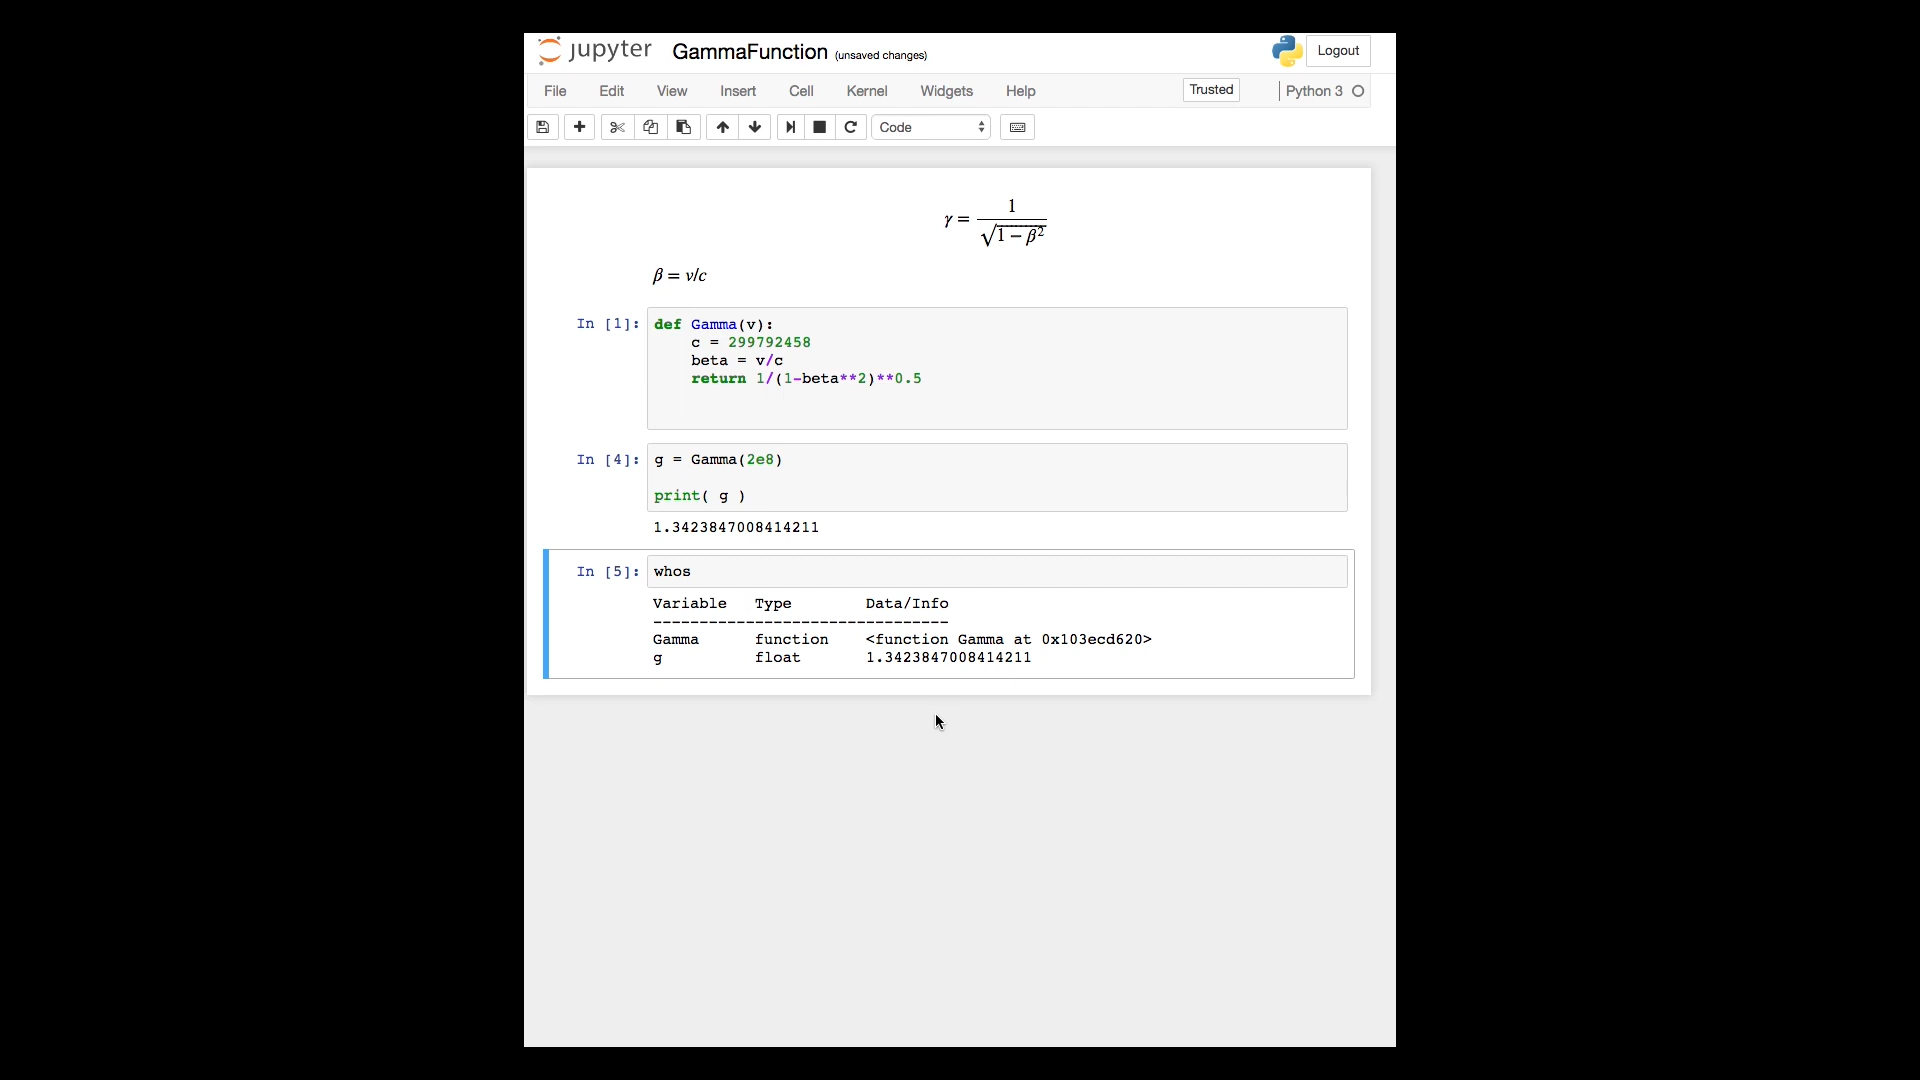 jupyter GammaFunction (unsaved changes) Logout
File Edit View Insert Cell Kernel Widgets Help Trusted Python 3
Code
γ = 1/√(1 − β²)
β = v/c
In [1]: def Gamma(v):
c = 299792458
beta = v/c
return 1/(1-beta**2)**0.5
In [4]: g = Gamma(2e8)
print( g )
1.3423847008414211
In [5]: whos
Variable Type Data/Info
--------------------------------
Gamma function <function Gamma at 0x103ecd620>
g float 1.3423847008414211